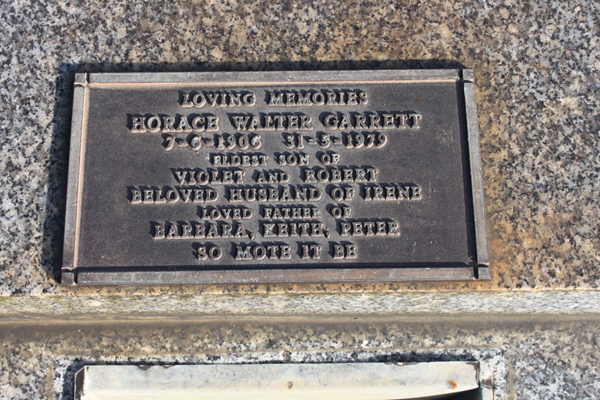 LOVING MEMORIES
HORACE WALTER GARRETT
7-6-1906 31-5-1979
ELDEST SON OF
VIOLET AND ROBERT
BELOVED HUSBAND OF IRENE
LOVED FATHER OF
BARBARA, KEITH, PETER
SO MOTE IT BE